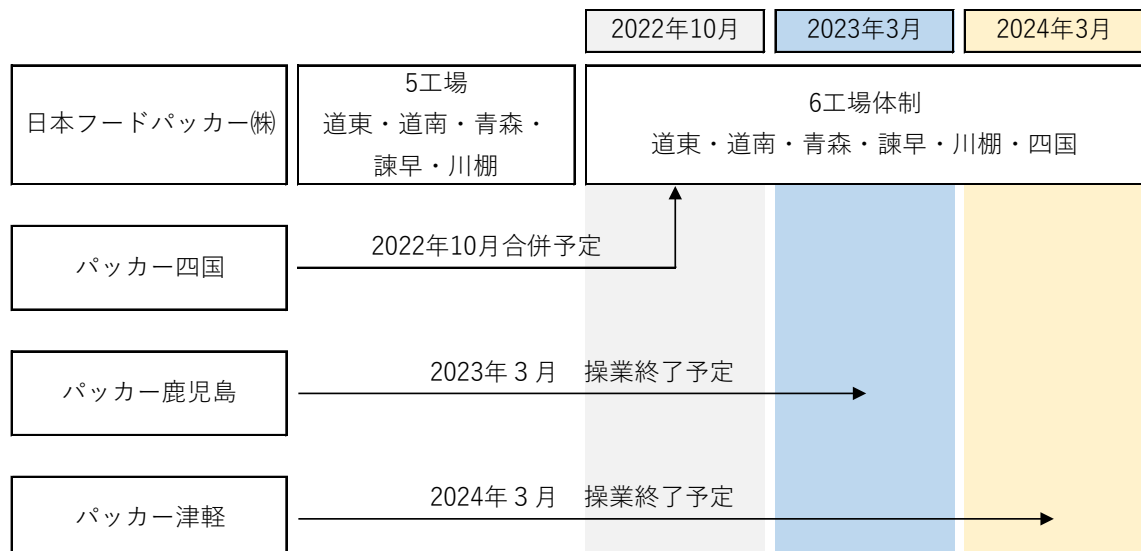 2022年10月
2023年3月
2024年3月
日本フードパッカー㈱
5工場
道東・道南・青森・
諫早・川棚
6工場体制
道東・道南・青森・諫早・川棚・四国
パッカー四国
2022年10月合併予定
パッカー鹿児島
2023年３月　操業終了予定
パッカー津軽
2024年３月　操業終了予定